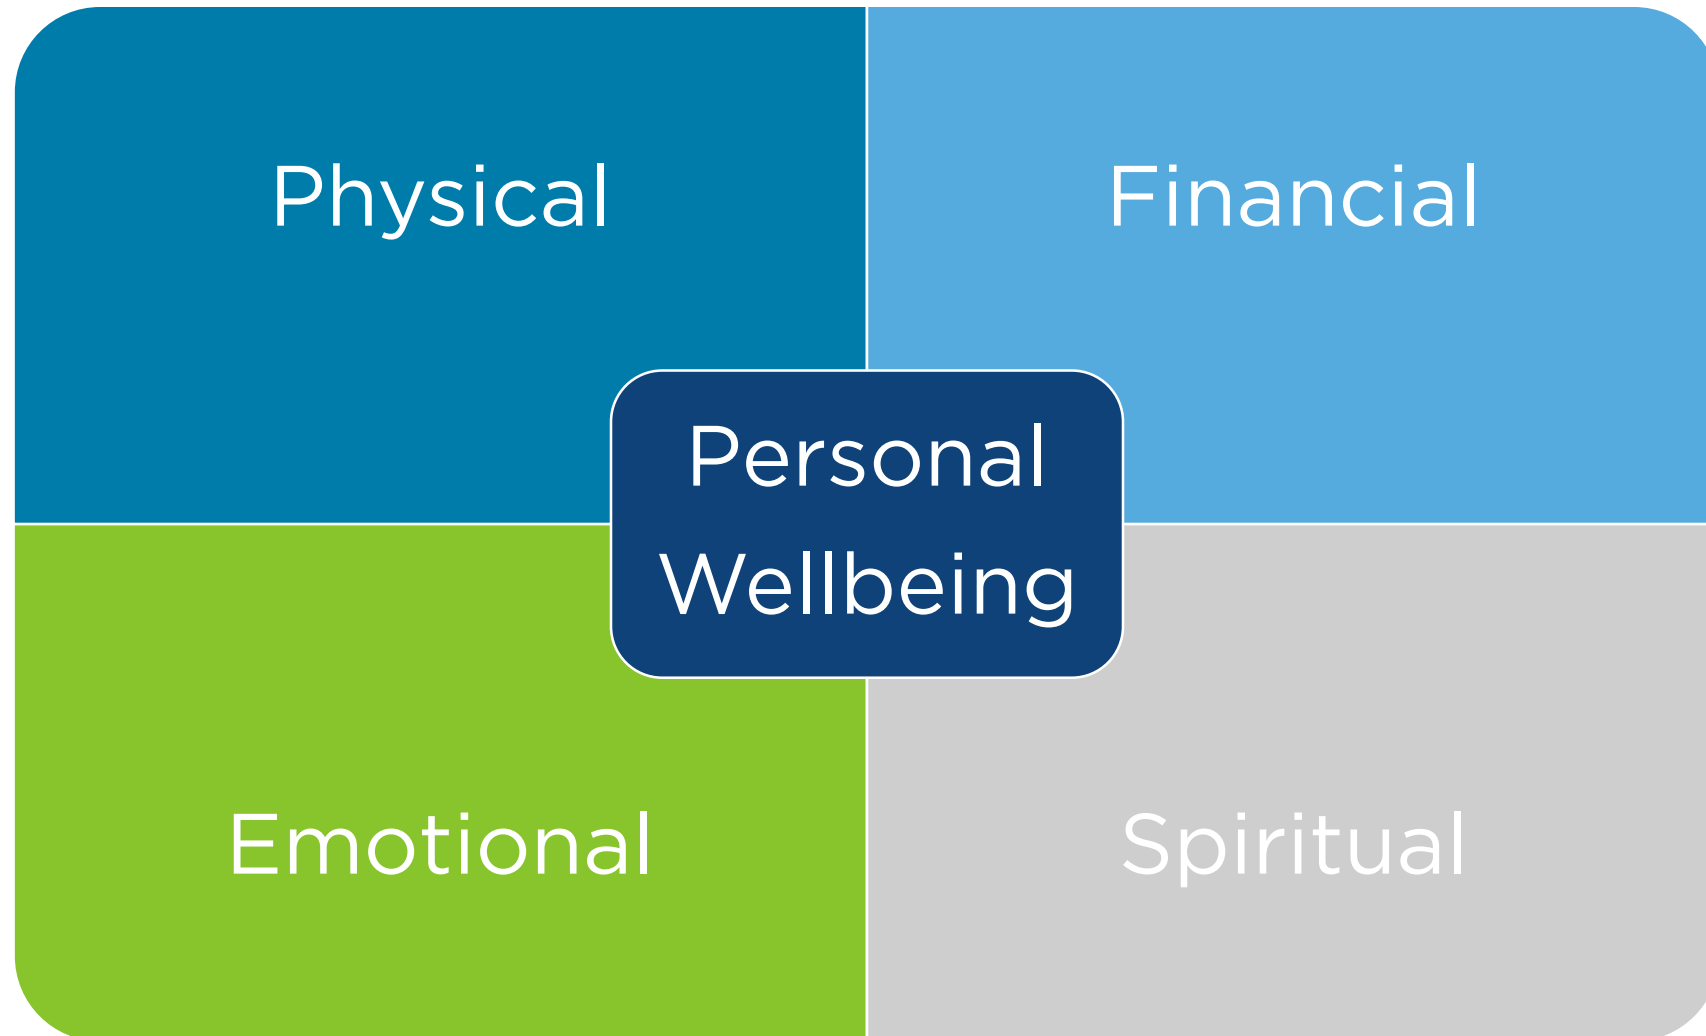 Physical
Financial
Personal
Wellbeing
Emotional
Spiritual